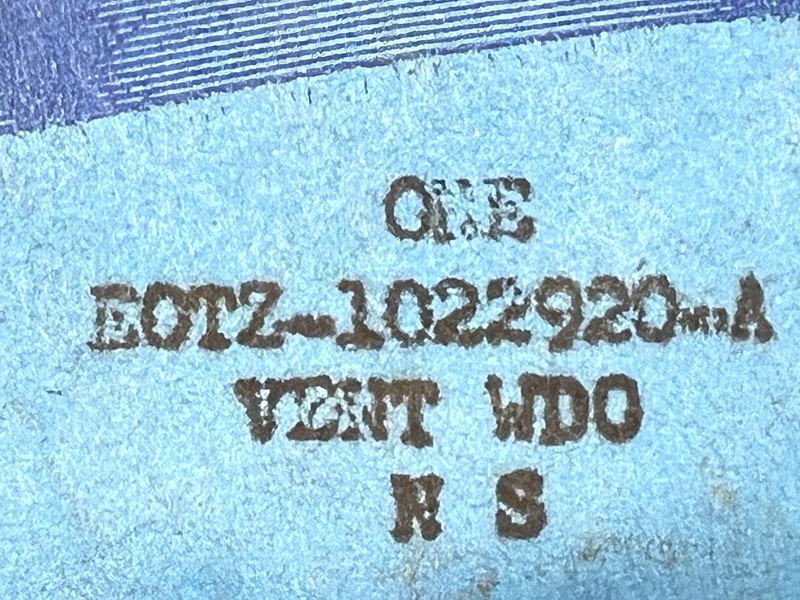 ONE
EOTZ-1022920-A
VENT WDO
N S